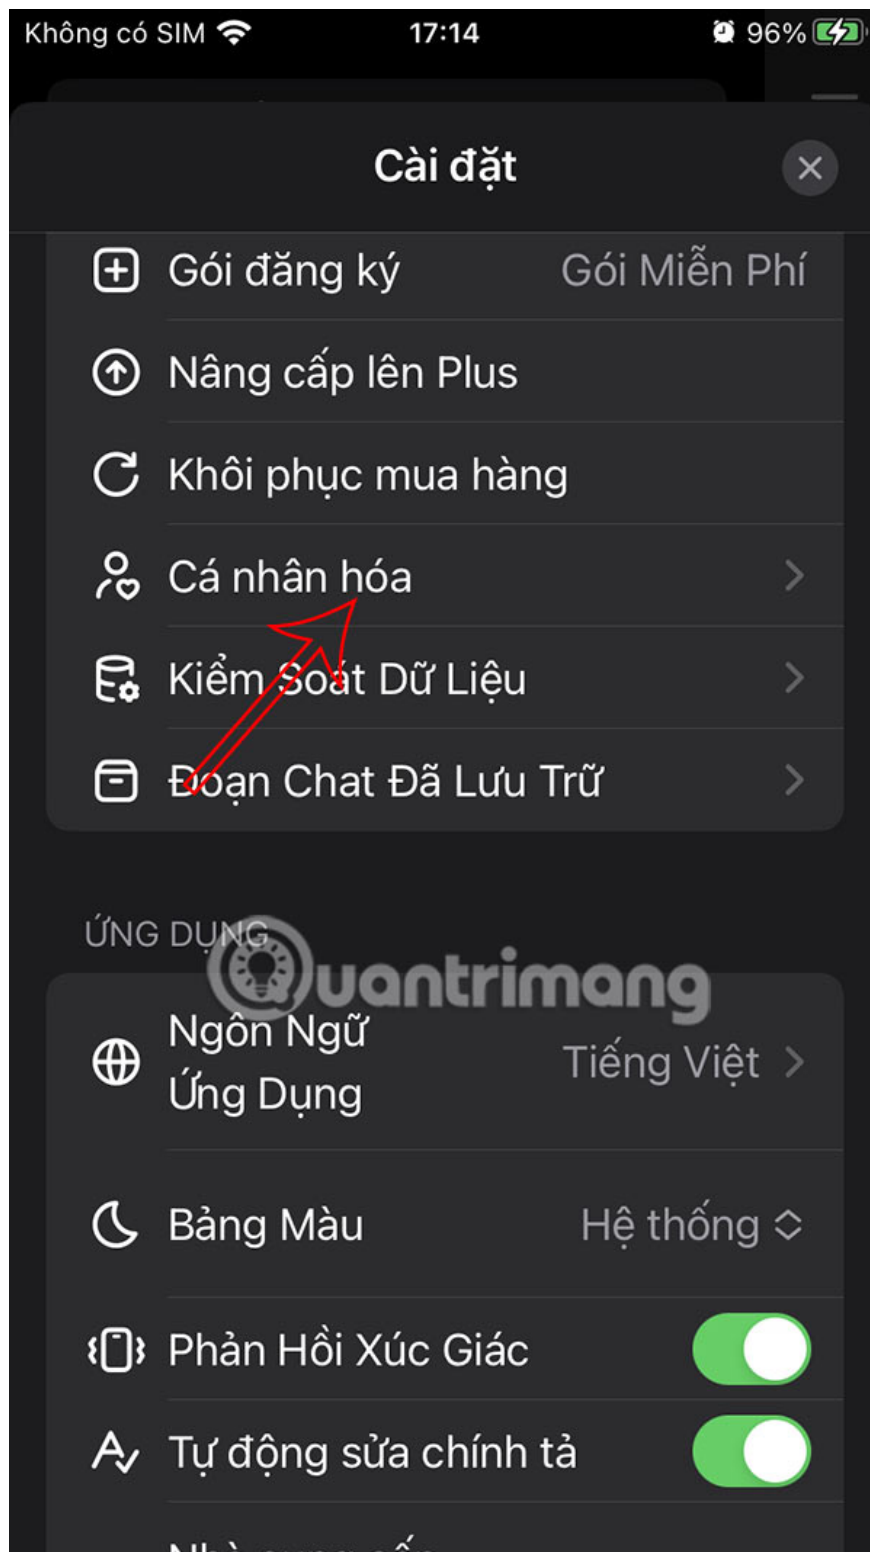 Không có SIM 17:14 96%
Cài đặt
Gói đăng ký Gói Miễn Phí
Nâng cấp lên Plus
Khôi phục mua hàng
Cá nhân hóa
Kiểm Soát Dữ Liệu
Đoạn Chat Đã Lưu Trữ
ỨNG DỤNG
Quantrimang
Ngôn Ngữ
Ứng Dụng
Tiếng Việt
Bảng Màu Hệ thống
Phản Hồi Xúc Giác
Tự động sửa chính tả